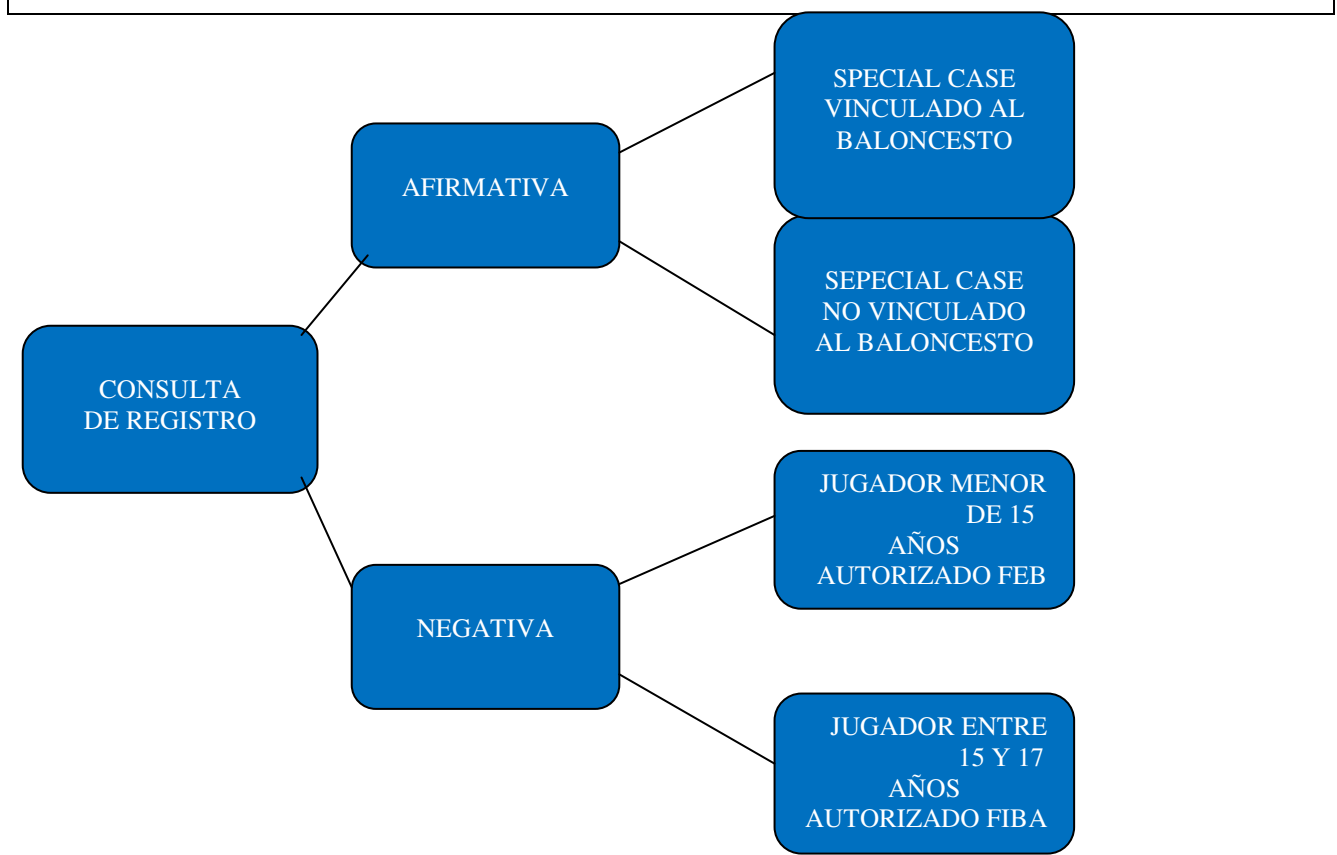 SPECIAL CASE
VINCULADO AL
BALONCESTO
AFIRMATIVA
SEPECIAL CASE
NO VINCULADO
AL BALONCESTO
CONSULTA
DE REGISTRO
JUGADOR MENOR
DE 15
AÑOS
AUTORIZADO FEB
NEGATIVA
JUGADOR ENTRE
15 Y 17
AÑOS
AUTORIZADO FIBA